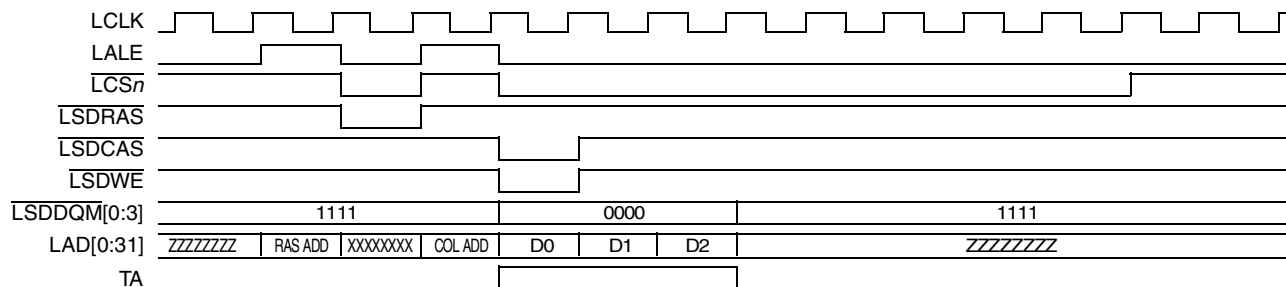 LCLK
LALE
LCSn
LSDRAS
LSDCAS
LSDWE
LSDDQM[0:3] 1111 0000 1111
LAD[0:31] ZZZZZZZZ RAS ADD XXXXXXXX COL ADD D0 D1 D2 ZZZZZZZZ
TA